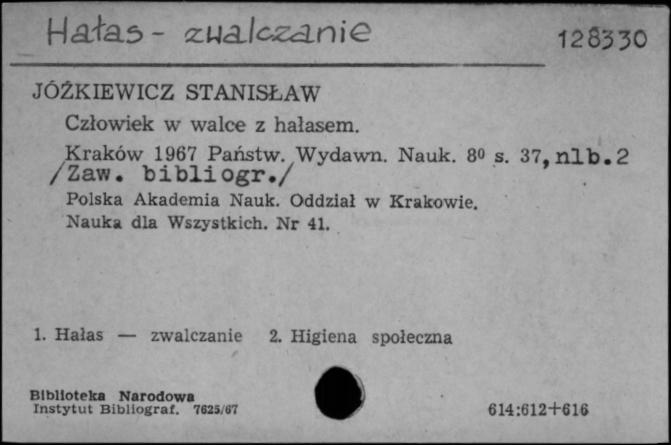 Hałas - zwalczanie 128330
JÓŹKIEWICZ STANISŁAW
Człowiek w walce z hałasem.
Kraków 1967 Państw. Wydawn. Nauk. 8⁰ s. 37, nlb.2
/Zaw. bibliogr./
Polska Akademia Nauk. Oddział w Krakowie.
Nauka dla Wszystkich. Nr 41.
1. Hałas — zwalczanie 2. Higiena społeczna
Biblioteka Narodowa
Instytut Bibliograf. 7625/67 614:612+616